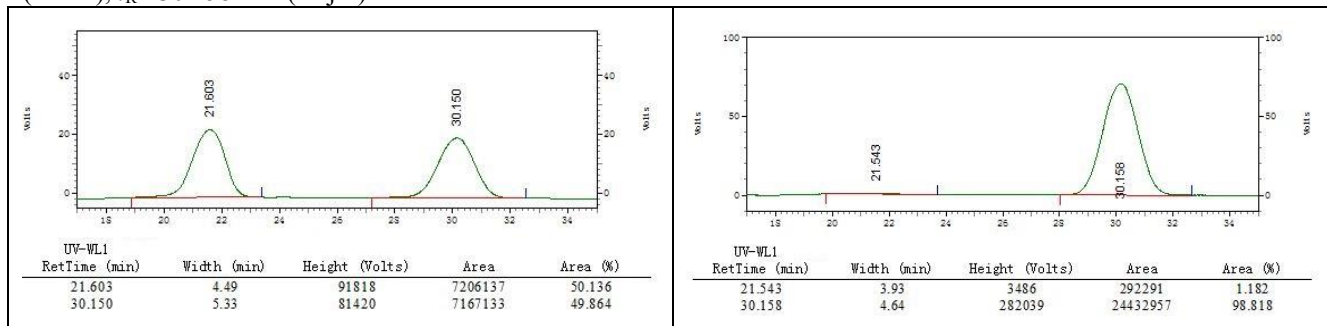 40
20
0
Volts
21.603
30.150
40
20
0
Volts
18 20 22 24 26 28 30 32 34
UV-WL1
RetTime (min) Width (min) Height (Volts) Area Area (%)
21.603 4.49 91818 7206137 50.136
30.150 5.33 81420 7167133 49.864
100
50
0
Volts
21.543
30.158
100
50
0
Volts
18 20 22 24 26 28 30 32 34
UV-WL1
RetTime (min) Width (min) Height (Volts) Area Area (%)
21.543 3.93 3486 292291 1.182
30.158 4.64 282039 24432957 98.818